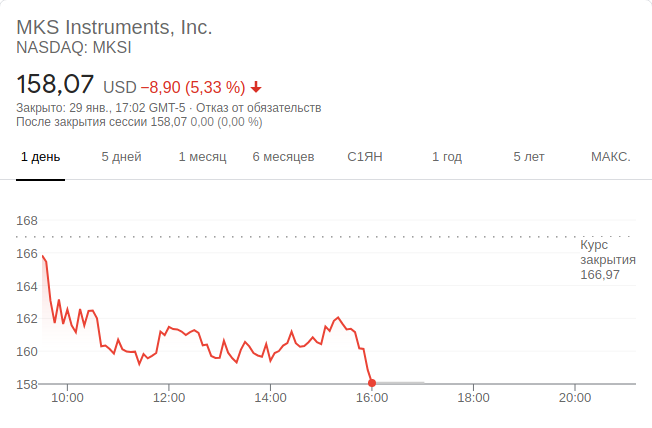 MKS Instruments, Inc.
NASDAQ: MKSI
158,07 USD −8,90 (5,33 %)
Закрыто: 29 янв., 17:02 GMT-5 · Отказ от обязательств
После закрытия сессии 158,07 0,00 (0,00 %)
1 день 5 дней 1 месяц 6 месяцев С1ЯН 1 год 5 лет МАКС.
168
Курс
166
закрытия
166,97
164
162
160
158
10:00 12:00 14:00 16:00 18:00 20:00